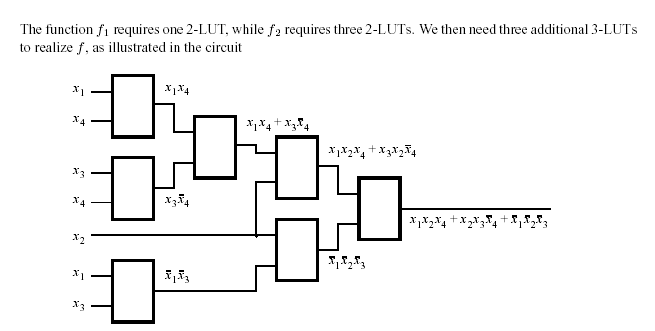 The function f₁ requires one 2-LUT, while f₂ requires three 2-LUTs. We then need three additional 3-LUTs
to realize f, as illustrated in the circuit
x₁
x₁x₄
x₄
x₁x₄ + x₃x̅₄
x₁x₂x₄ + x₃x₂x̅₄
x₃
x₄
x₃x̅₄
x₁x₂x₄ + x₂x₃x̅₄ + x̅₁x̅₂x̅₃
x₂
x̅₁x̅₂x̅₃
x₁
x̅₁x̅₃
x₃